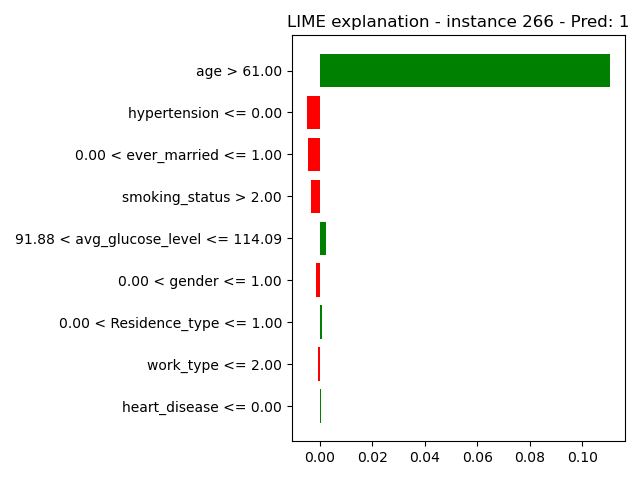 LIME explanation - instance 266 - Pred: 1
age > 61.00
hypertension <= 0.00
0.00 < ever_married <= 1.00
smoking_status > 2.00
91.88 < avg_glucose_level <= 114.09
0.00 < gender <= 1.00
0.00 < Residence_type <= 1.00
work_type <= 2.00
heart_disease <= 0.00
0.00 0.02 0.04 0.06 0.08 0.10